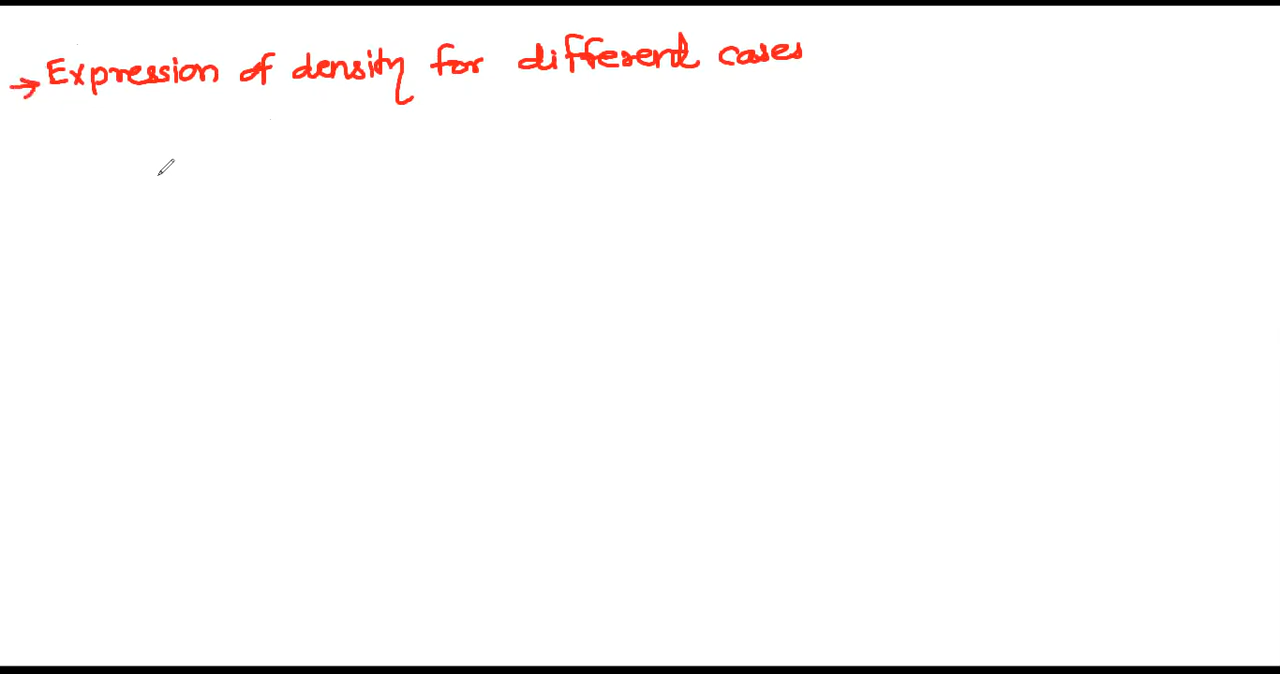 → Expression of density for different cases